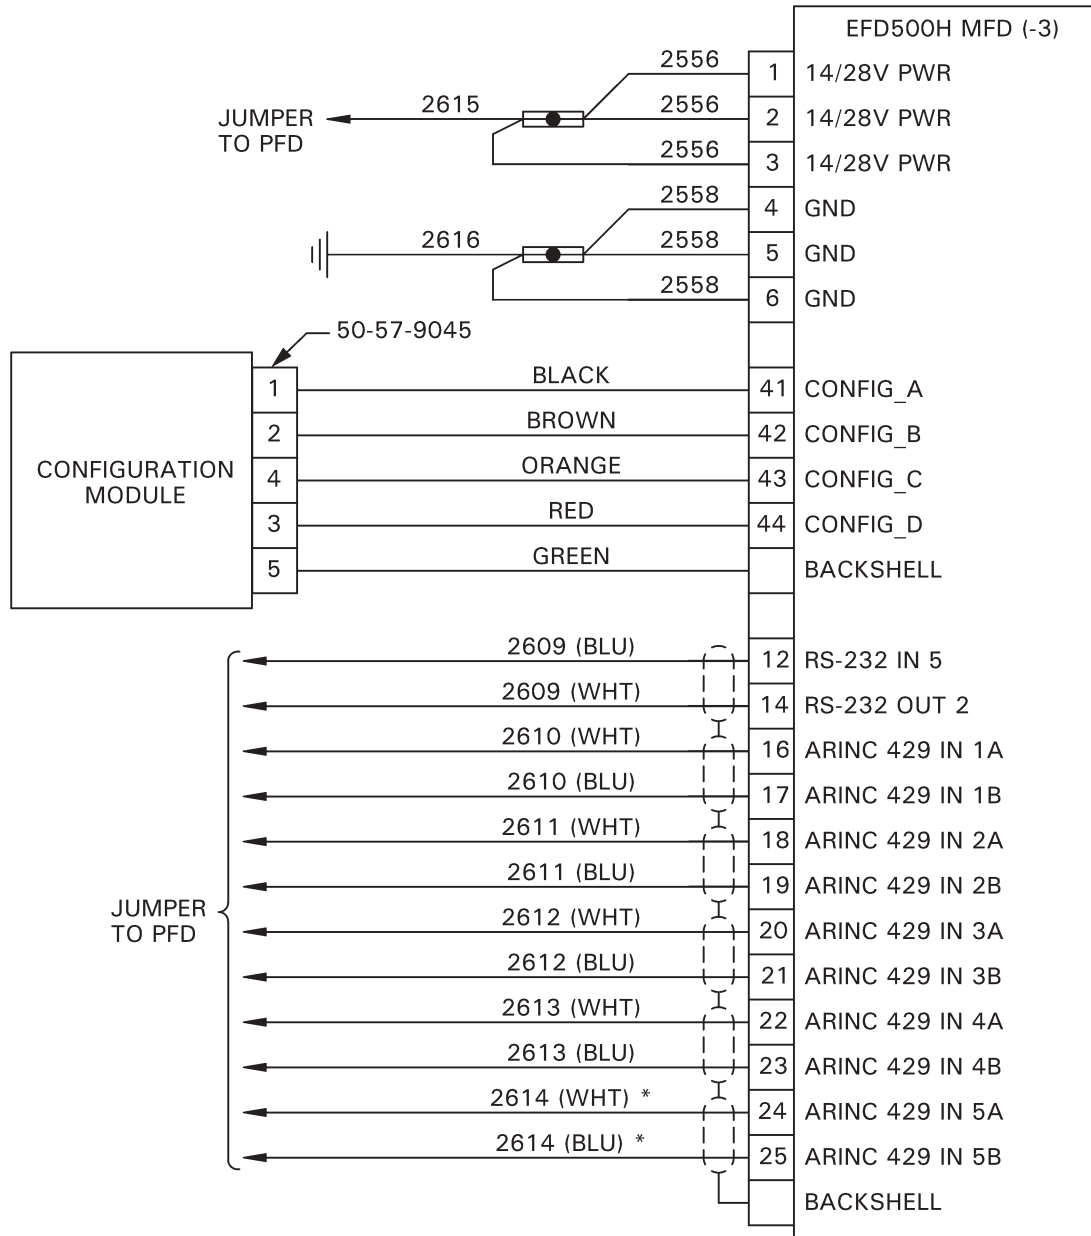 EFD500H MFD (-3)
2556 1 14/28V PWR
JUMPER TO PFD 2615 2556 2 14/28V PWR
2556 3 14/28V PWR
2558 4 GND
2616 2558 5 GND
2558 6 GND
50-57-9045
CONFIGURATION MODULE
1 BLACK 41 CONFIG_A
2 BROWN 42 CONFIG_B
4 ORANGE 43 CONFIG_C
3 RED 44 CONFIG_D
5 GREEN BACKSHELL
JUMPER TO PFD
2609 (BLU) 12 RS-232 IN 5
2609 (WHT) 14 RS-232 OUT 2
2610 (WHT) 16 ARINC 429 IN 1A
2610 (BLU) 17 ARINC 429 IN 1B
2611 (WHT) 18 ARINC 429 IN 2A
2611 (BLU) 19 ARINC 429 IN 2B
2612 (WHT) 20 ARINC 429 IN 3A
2612 (BLU) 21 ARINC 429 IN 3B
2613 (WHT) 22 ARINC 429 IN 4A
2613 (BLU) 23 ARINC 429 IN 4B
2614 (WHT) * 24 ARINC 429 IN 5A
2614 (BLU) * 25 ARINC 429 IN 5B
BACKSHELL